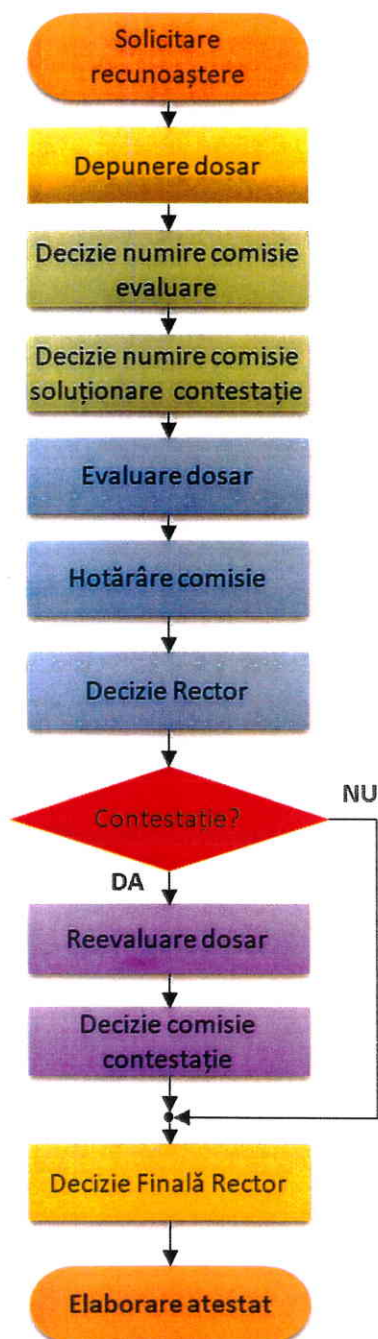 Solicitare
recunoaștere
Depunere dosar
Decizie numire comisie
evaluare
Decizie numire comisie
soluționare contestație
Evaluare dosar
Hotărâre comisie
Decizie Rector
Contestație?
NU
DA
Reevaluare dosar
Decizie comisie
contestație
Decizie Finală Rector
Elaborare atestat